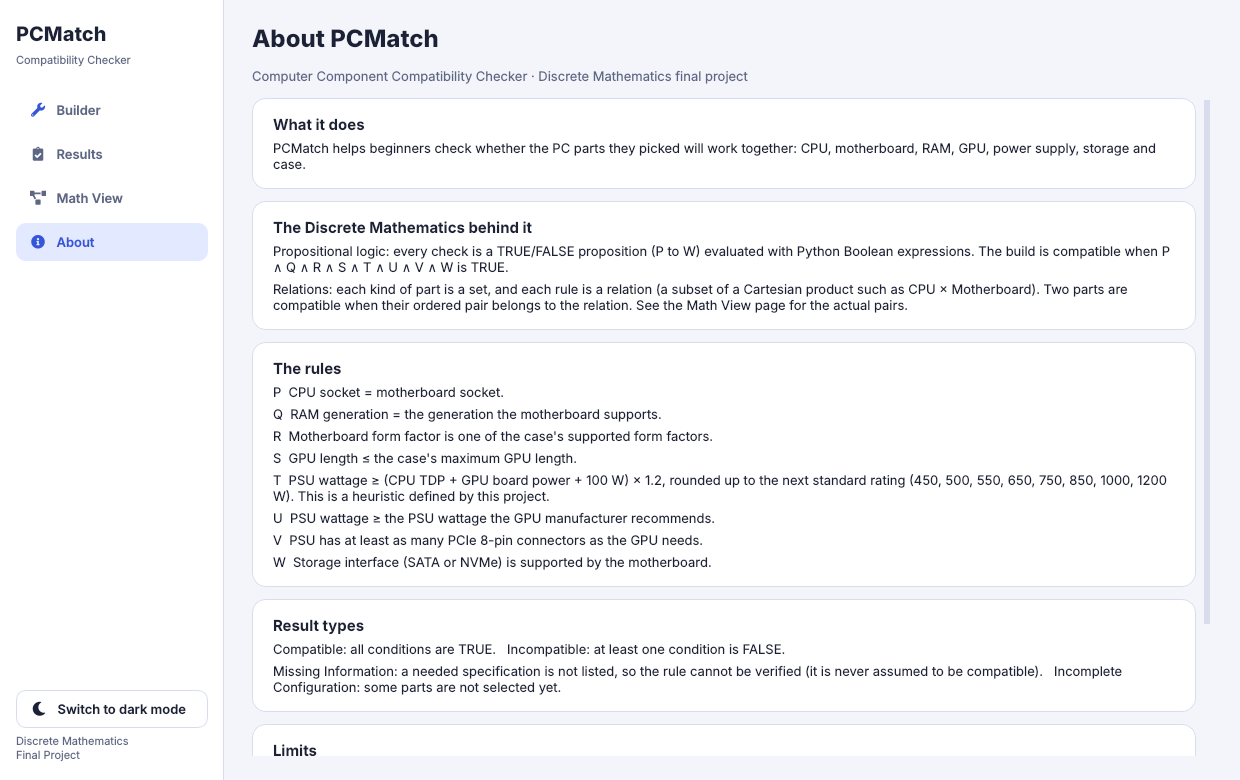 PCMatch
Compatibility Checker
Builder
Results
Math View
About
Switch to dark mode
Discrete Mathematics
Final Project
About PCMatch
Computer Component Compatibility Checker · Discrete Mathematics final project
What it does
PCMatch helps beginners check whether the PC parts they picked will work together: CPU, motherboard, RAM, GPU, power supply, storage and
case.
The Discrete Mathematics behind it
Propositional logic: every check is a TRUE/FALSE proposition (P to W) evaluated with Python Boolean expressions. The build is compatible when P
∧ Q ∧ R ∧ S ∧ T ∧ U ∧ V ∧ W is TRUE.
Relations: each kind of part is a set, and each rule is a relation (a subset of a Cartesian product such as CPU × Motherboard). Two parts are
compatible when their ordered pair belongs to the relation. See the Math View page for the actual pairs.
The rules
P  CPU socket = motherboard socket.
Q  RAM generation = the generation the motherboard supports.
R  Motherboard form factor is one of the case's supported form factors.
S  GPU length ≤ the case's maximum GPU length.
T  PSU wattage ≥ (CPU TDP + GPU board power + 100 W) × 1.2, rounded up to the next standard rating (450, 500, 550, 650, 750, 850, 1000, 1200
W). This is a heuristic defined by this project.
U  PSU wattage ≥ the PSU wattage the GPU manufacturer recommends.
V  PSU has at least as many PCIe 8-pin connectors as the GPU needs.
W  Storage interface (SATA or NVMe) is supported by the motherboard.
Result types
Compatible: all conditions are TRUE.   Incompatible: at least one condition is FALSE.
Missing Information: a needed specification is not listed, so the rule cannot be verified (it is never assumed to be compatible).   Incomplete
Configuration: some parts are not selected yet.
Limits